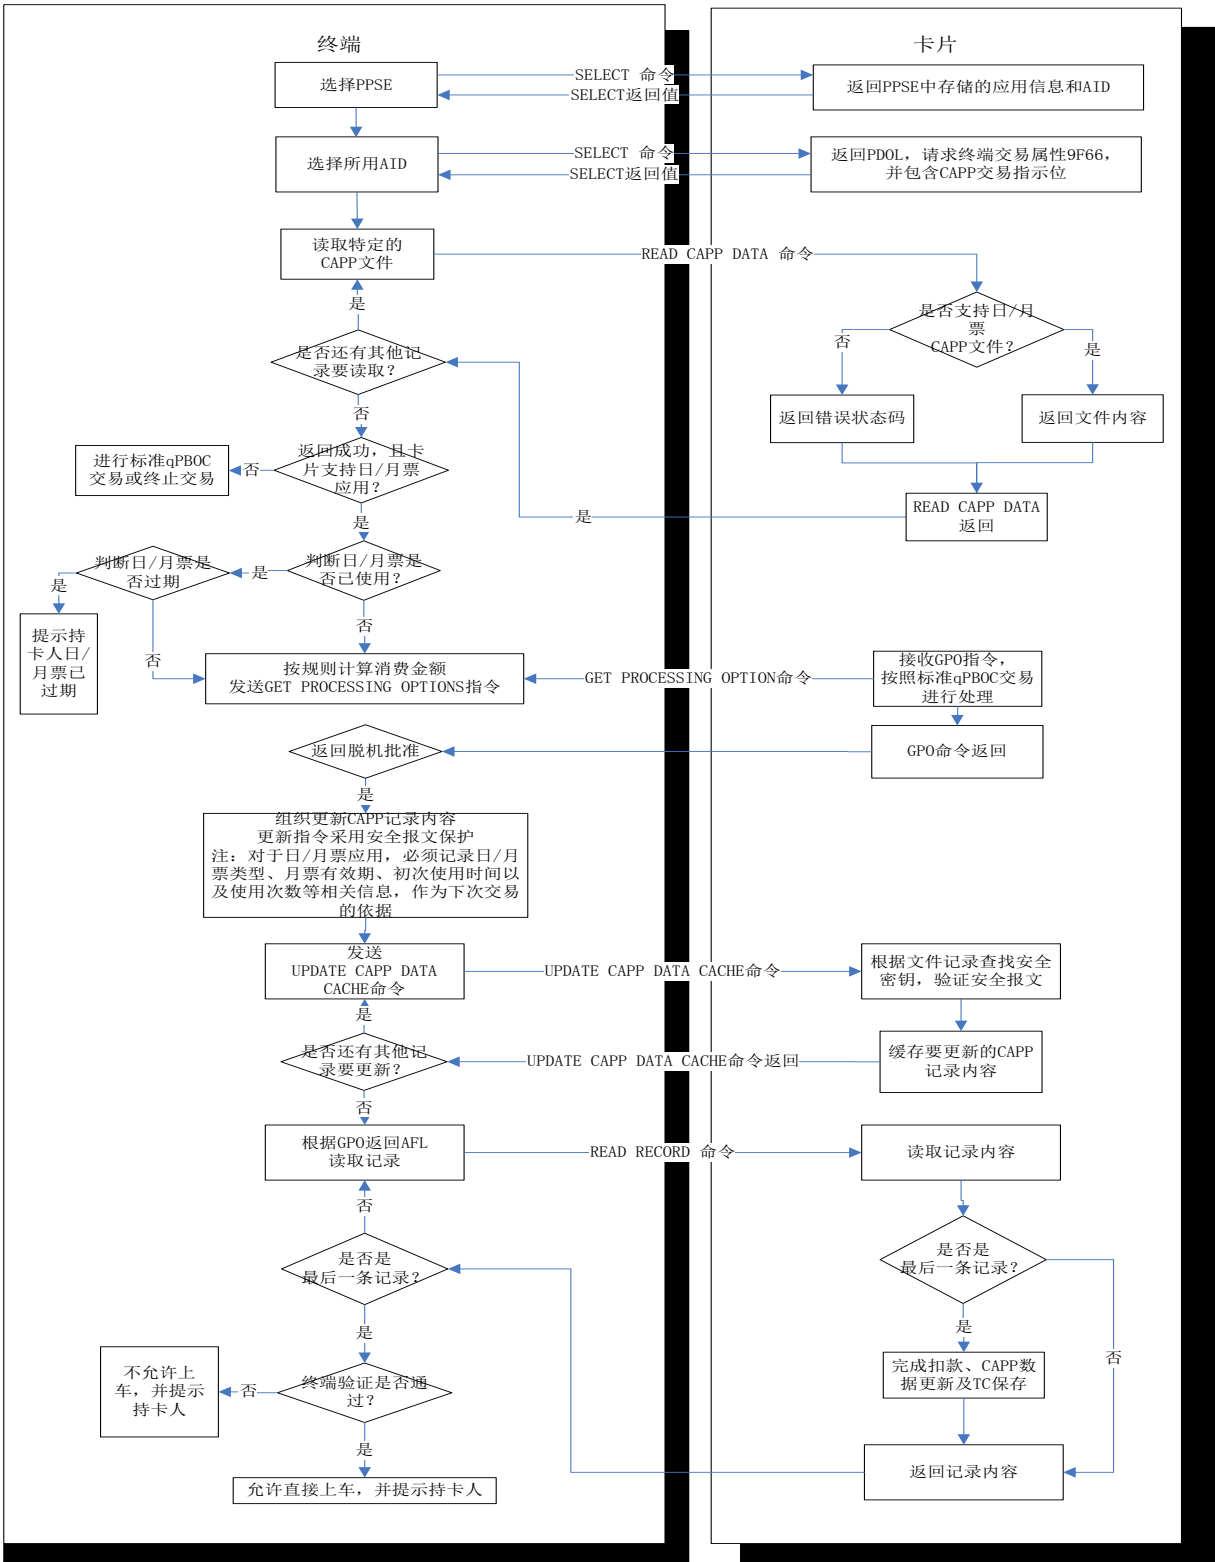 终端
卡片
选择PPSE
SELECT 命令
SELECT返回值
返回PPSE中存储的应用信息和AID
选择所用AID
SELECT 命令
SELECT返回值
返回PDOL，请求终端交易属性9F66，
并包含CAPP交易指示位
读取特定的
CAPP文件
READ CAPP DATA 命令
是否支持日/月
票
CAPP文件？
否
是
返回错误状态码
返回文件内容
READ CAPP DATA
返回
是
是
是否还有其他记
录要读取？
否
返回成功，且卡
片支持日/月票
应用？
否
进行标准qPBOC
交易或终止交易
是
判断日/月票是
否已使用？
是
判断日/月票是
否过期
是
提示持
卡人日/
月票已
过期
否
否
按规则计算消费金额
发送GET PROCESSING OPTIONS指令
GET PROCESSING OPTION命令
接收GPO指令，
按照标准qPBOC交易
进行处理
GPO命令返回
返回脱机批准
是
组织更新CAPP记录内容
更新指令采用安全报文保护
注：对于日/月票应用，必须记录日/月
票类型、月票有效期、初次使用时间以
及使用次数等相关信息，作为下次交易
的依据
发送
UPDATE CAPP DATA
CACHE命令
UPDATE CAPP DATA CACHE命令
根据文件记录查找安全
密钥，验证安全报文
是
是否还有其他记
录要更新？
UPDATE CAPP DATA CACHE命令返回
缓存要更新的CAPP
记录内容
否
根据GPO返回AFL
读取记录
READ RECORD 命令
读取记录内容
否
是否是
最后一条记录？
是否是
最后一条记录？
是
是
否
完成扣款、CAPP数
据更新及TC保存
终端验证是否通
过？
否
不允许上
车，并提示
持卡人
是
返回记录内容
允许直接上车，并提示持卡人